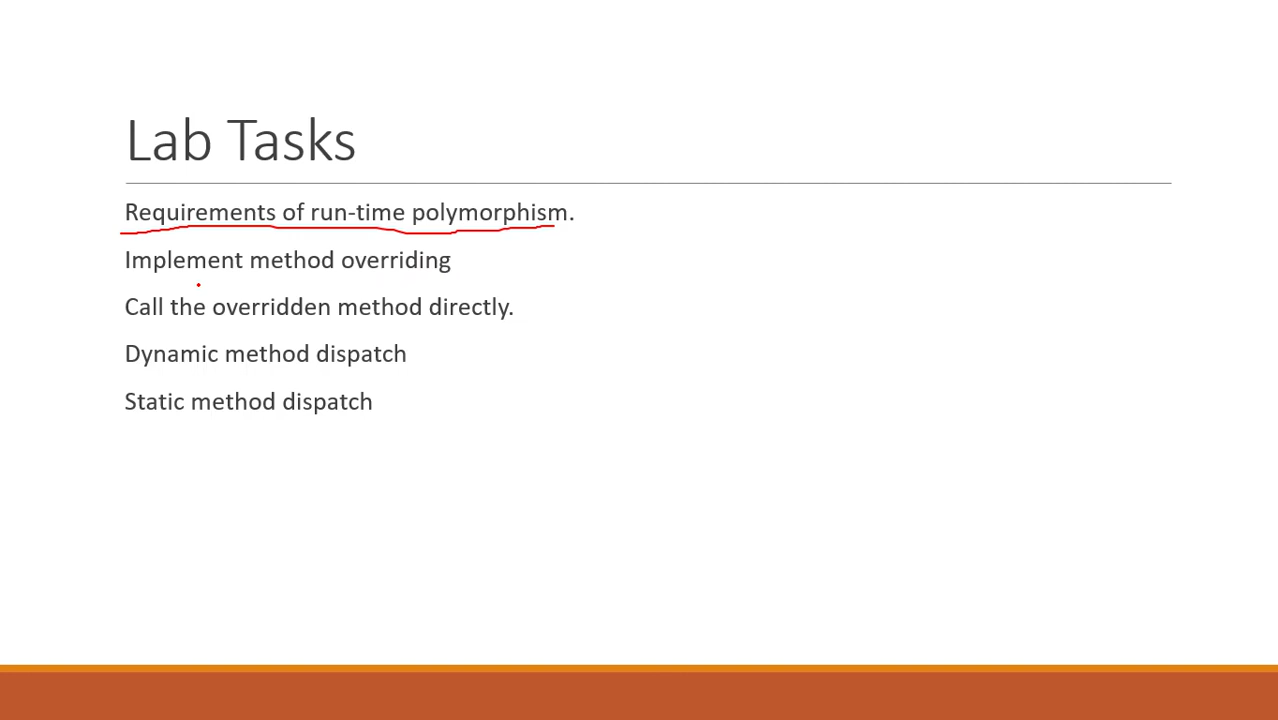 Lab Tasks
Requirements of run-time polymorphism.
Implement method overriding
Call the overridden method directly.
Dynamic method dispatch
Static method dispatch